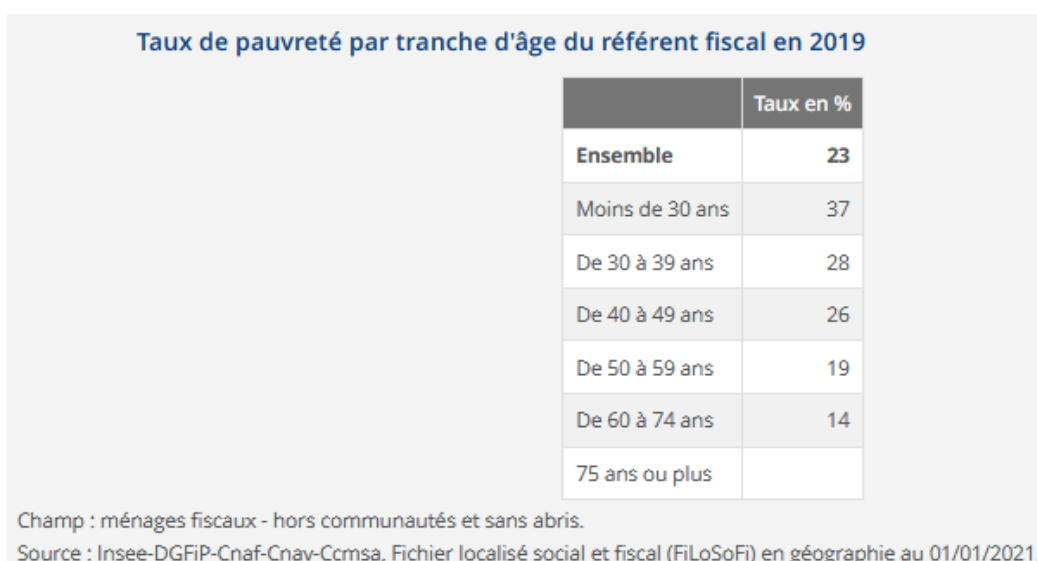 Taux de pauvreté par tranche d'âge du référent fiscal en 2019
Taux en %
Ensemble 23
Moins de 30 ans 37
De 30 à 39 ans 28
De 40 à 49 ans 26
De 50 à 59 ans 19
De 60 à 74 ans 14
75 ans ou plus
Champ : ménages fiscaux - hors communautés et sans abris.
Source : Insee-DGFiP-Cnaf-Cnav-Ccmsa, Fichier localisé social et fiscal (FiLoSoFi) en géographie au 01/01/2021.